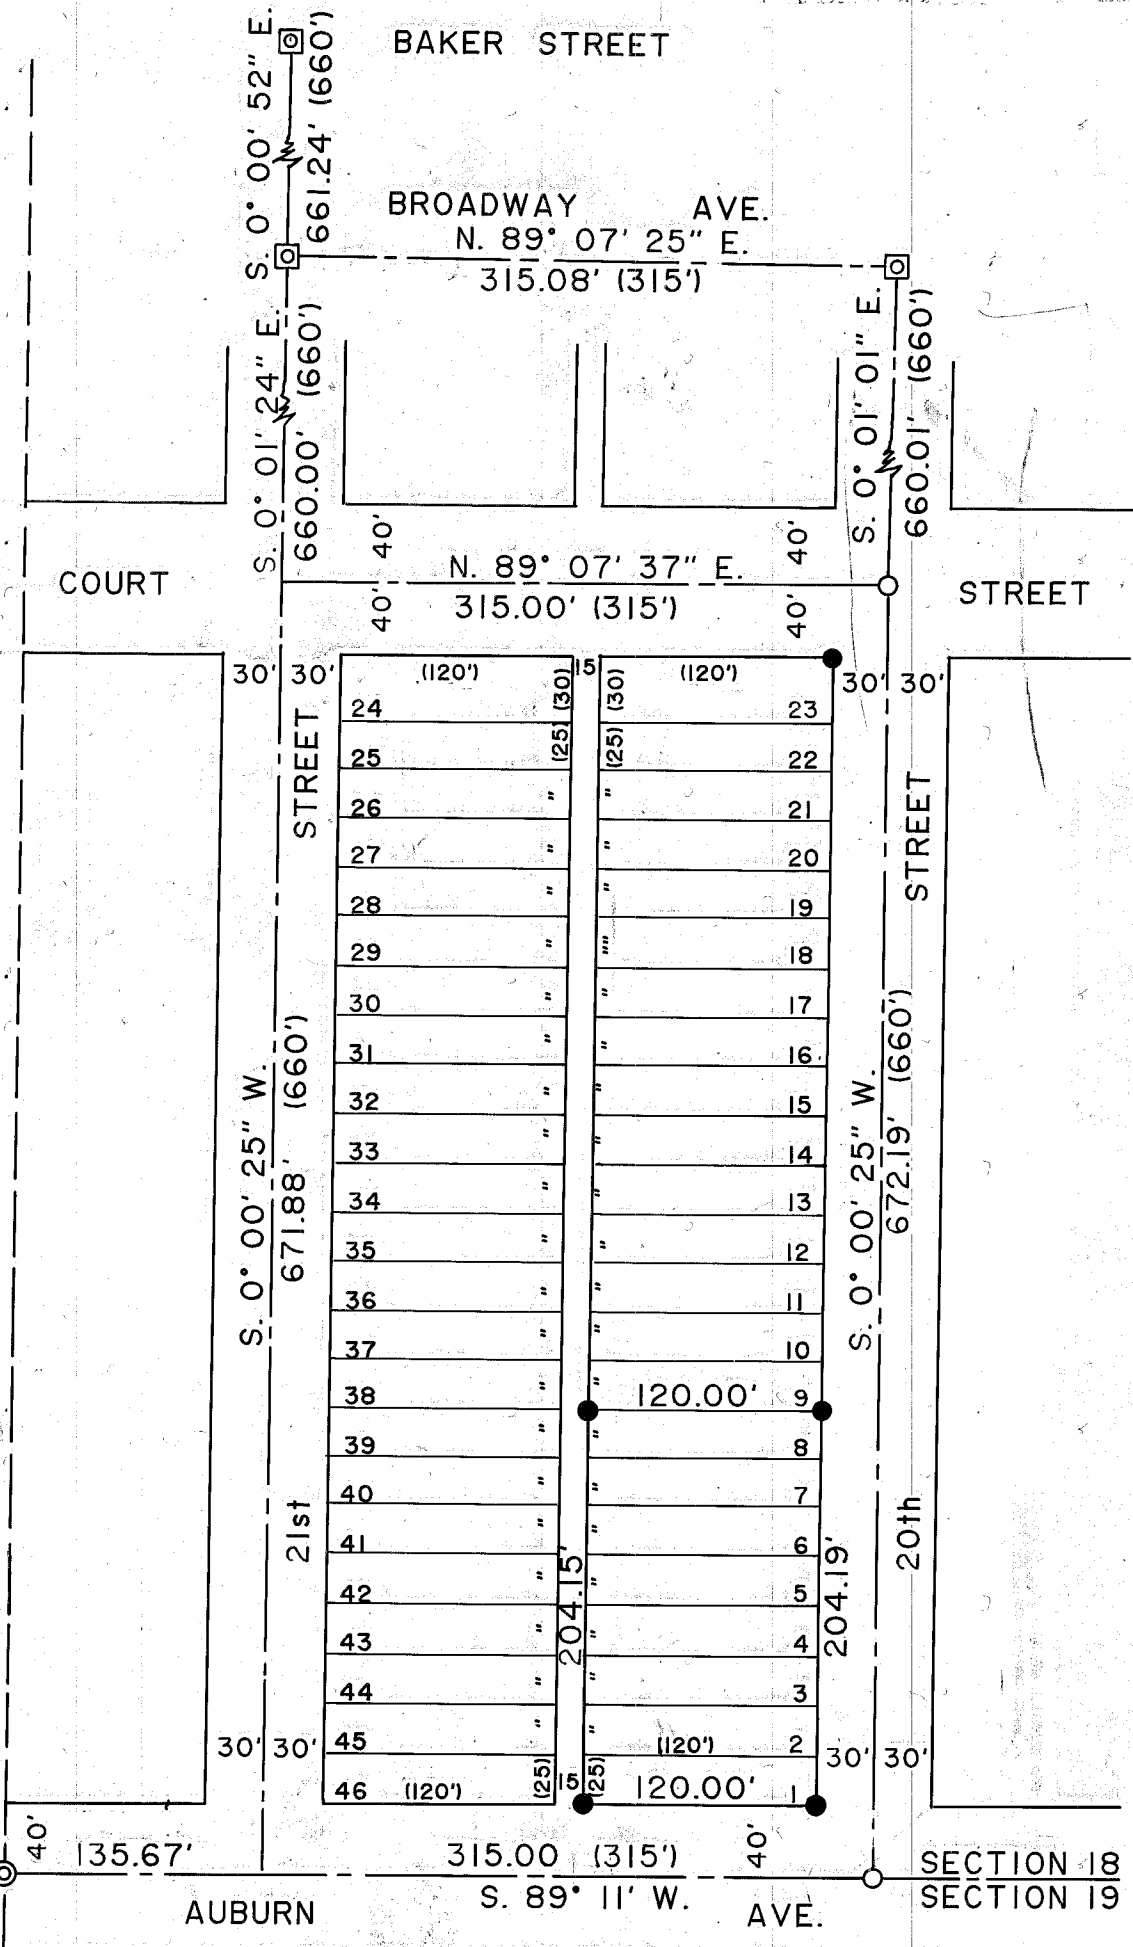 BAKER STREET
S. 0° 00' 52" E.
661.24' (660')
BROADWAY AVE.
N. 89° 07' 25" E.
315.08' (315')
S. 0° 01' 24" E.
660.00' (660')
S. 0° 01' 01" E.
660.01' (660')
40' 40'
COURT STREET
N. 89° 07' 37" E.
315.00' (315')
40' 40'
30' 30' (120') 15 (120') 30' 30'
(30) (30)
24 23
(25) (25)
25 22
26 " " 21
27 " " 20
28 " " 19
29 " "" 18
30 " " 17
31 " " 16
32 " " 15
33 " " 14
34 " " 13
35 " " 12
36 " " 11
37 " " 10
38 " " 120.00' 9
39 " " 8
40 " " 7
41 " " 6
42 " " 5
43 " " 4
44 " " 3
45 " " (120') 2
46 (120') (25) 15 (25) 120.00' 1
STREET
21st
S. 0° 00' 25" W.
671.88' (660')
204.15'
204.19'
STREET
20th
S. 0° 00' 25" W.
672.19' (660')
30' 30' 30' 30'
40' 40'
135.67' 315.00 (315')
S. 89° 11' W.
AUBURN AVE.
SECTION 18
SECTION 19